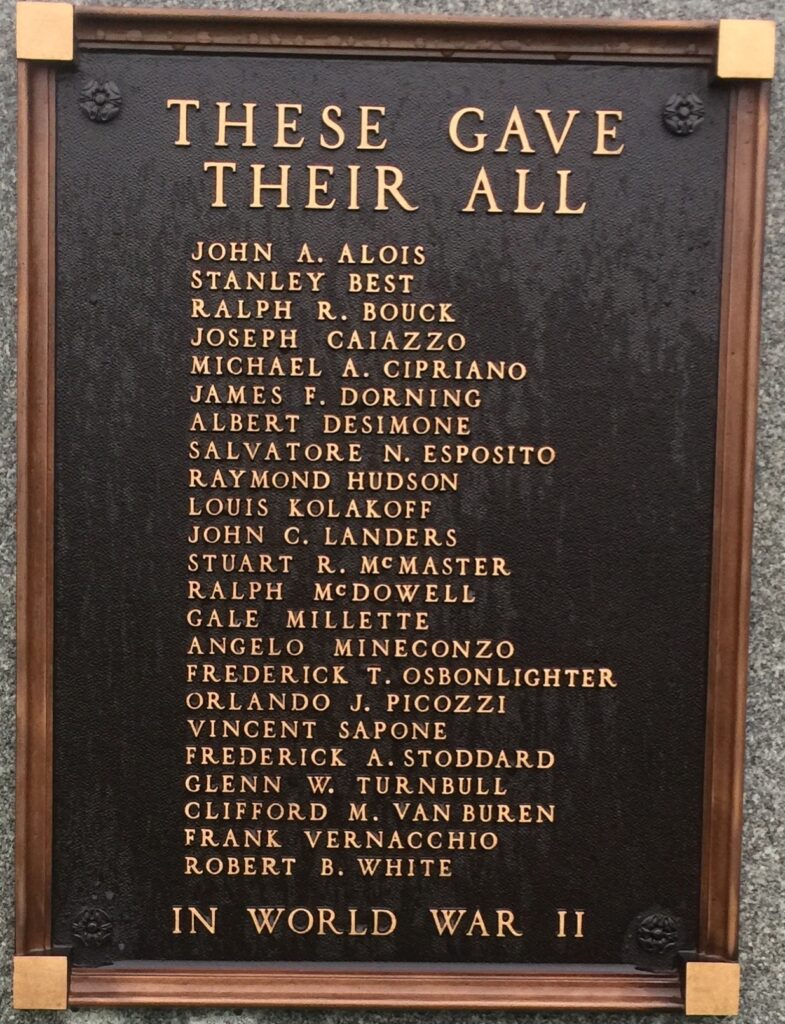 THESE GAVE
THEIR ALL
JOHN A. ALOIS
STANLEY BEST
RALPH R. BOUCK
JOSEPH CAIAZZO
MICHAEL A. CIPRIANO
JAMES F. DORNING
ALBERT DESIMONE
SALVATORE N. ESPOSITO
RAYMOND HUDSON
LOUIS KOLAKOFF
JOHN C. LANDERS
STUART R. McMASTER
RALPH McDOWELL
GALE MILLETTE
ANGELO MINECONZO
FREDERICK T. OSBONLIGHTER
ORLANDO J. PICOZZI
VINCENT SAPONE
FREDERICK A. STODDARD
GLENN W. TURNBULL
CLIFFORD M. VAN BUREN
FRANK VERNACCHIO
ROBERT B. WHITE
IN WORLD WAR II